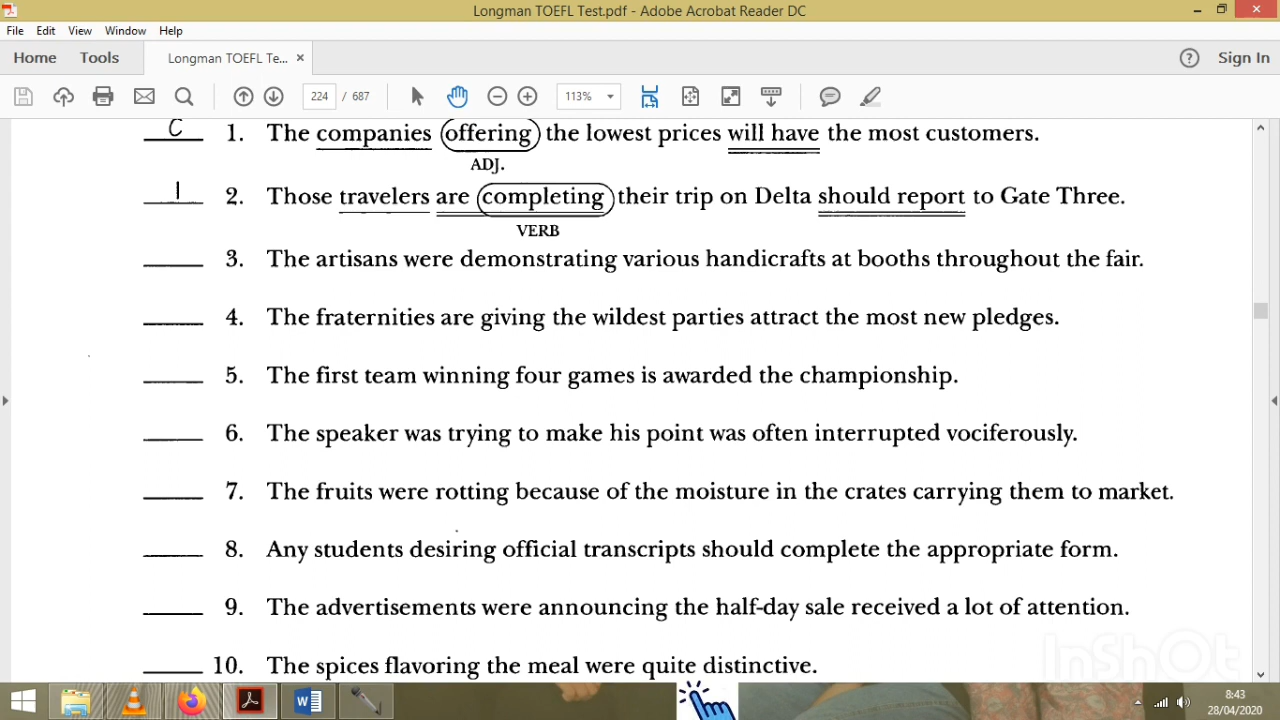 Longman TOEFL Test.pdf - Adobe Acrobat Reader DC
File Edit View Window Help
Home Tools Longman TOEFL Te... × Sign In
224 / 687 113%
C 1. The companies offering the lowest prices will have the most customers.
ADJ.
I 2. Those travelers are completing their trip on Delta should report to Gate Three.
VERB
3. The artisans were demonstrating various handicrafts at booths throughout the fair.
4. The fraternities are giving the wildest parties attract the most new pledges.
5. The first team winning four games is awarded the championship.
6. The speaker was trying to make his point was often interrupted vociferously.
7. The fruits were rotting because of the moisture in the crates carrying them to market.
8. Any students desiring official transcripts should complete the appropriate form.
9. The advertisements were announcing the half-day sale received a lot of attention.
10. The spices flavoring the meal were quite distinctive.
InShOt
8:43
28/04/2020